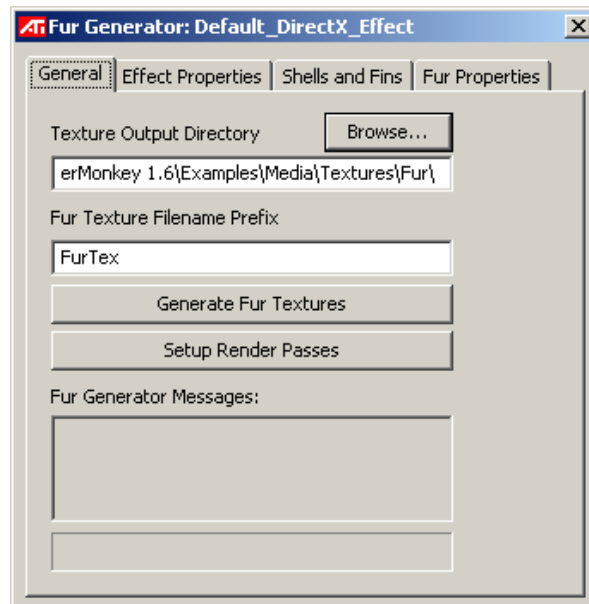 ATI Fur Generator: Default_DirectX_Effect
General Effect Properties Shells and Fins Fur Properties
Texture Output Directory Browse...
erMonkey 1.6\Examples\Media\Textures\Fur\
Fur Texture Filename Prefix
FurTex
Generate Fur Textures
Setup Render Passes
Fur Generator Messages: